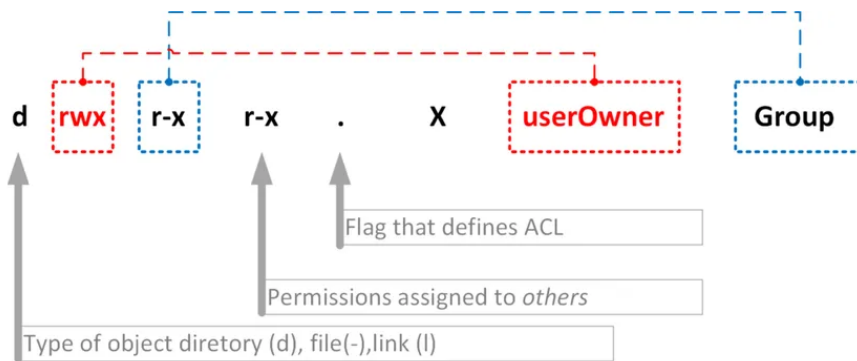 d rwx r-x r-x . X userOwner Group
Flag that defines ACL
Permissions assigned to others
Type of object diretory (d), file(-),link (l)